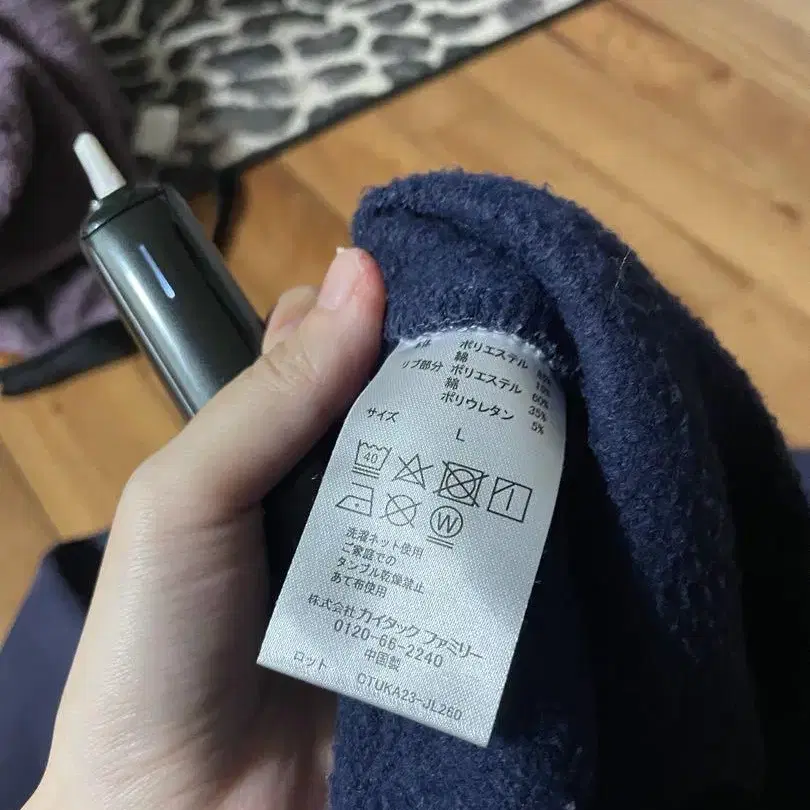 ポリエステル
綿
リブ部分 ポリエステル 60%
綿 35%
ポリウレタン 5%
サイズ
L
40
W
洗濯ネット使用
ご家庭での
タンブル乾燥禁止
あて布使用
株式会社 カイタック ファミリー
0120-66-2240
中国製
ロット CTUKA23-JL260